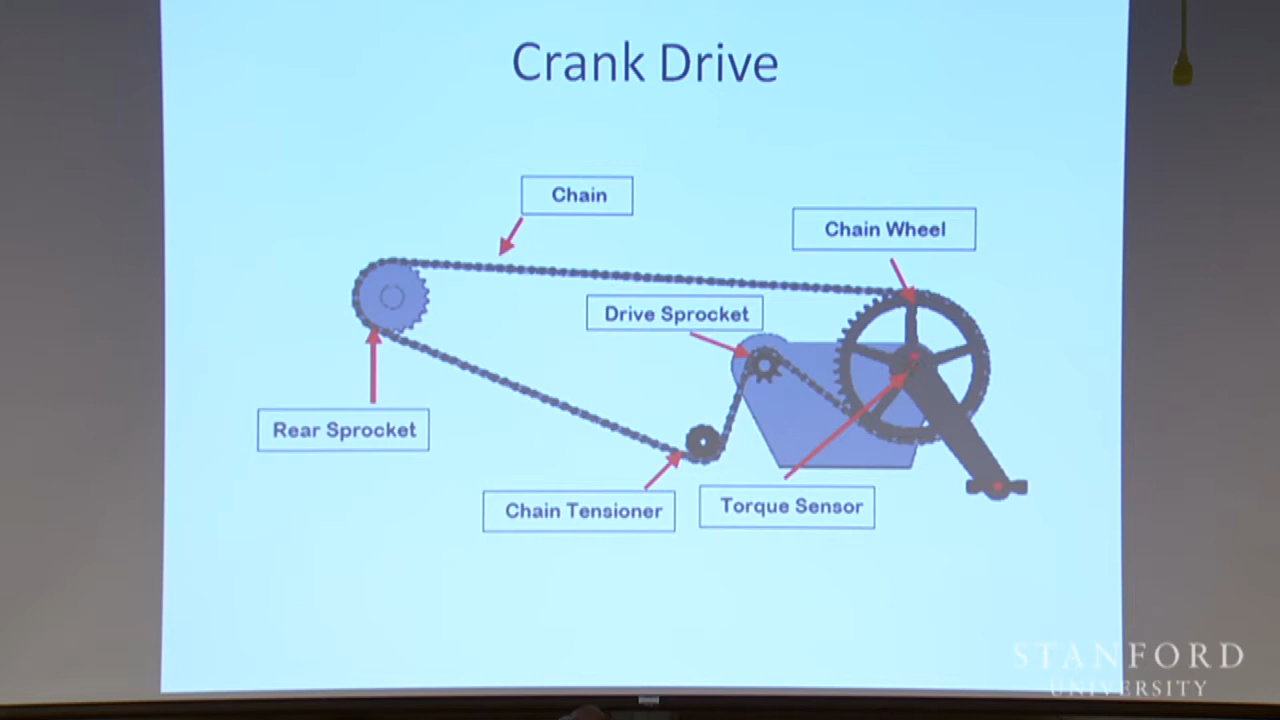 Crank Drive
Chain
Chain Wheel
Drive Sprocket
Rear Sprocket
Chain Tensioner
Torque Sensor
STANFORD
UNIVERSITY